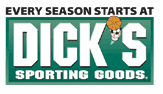 EVERY SEASON STARTS AT
DICK'S
SPORTING GOODS®